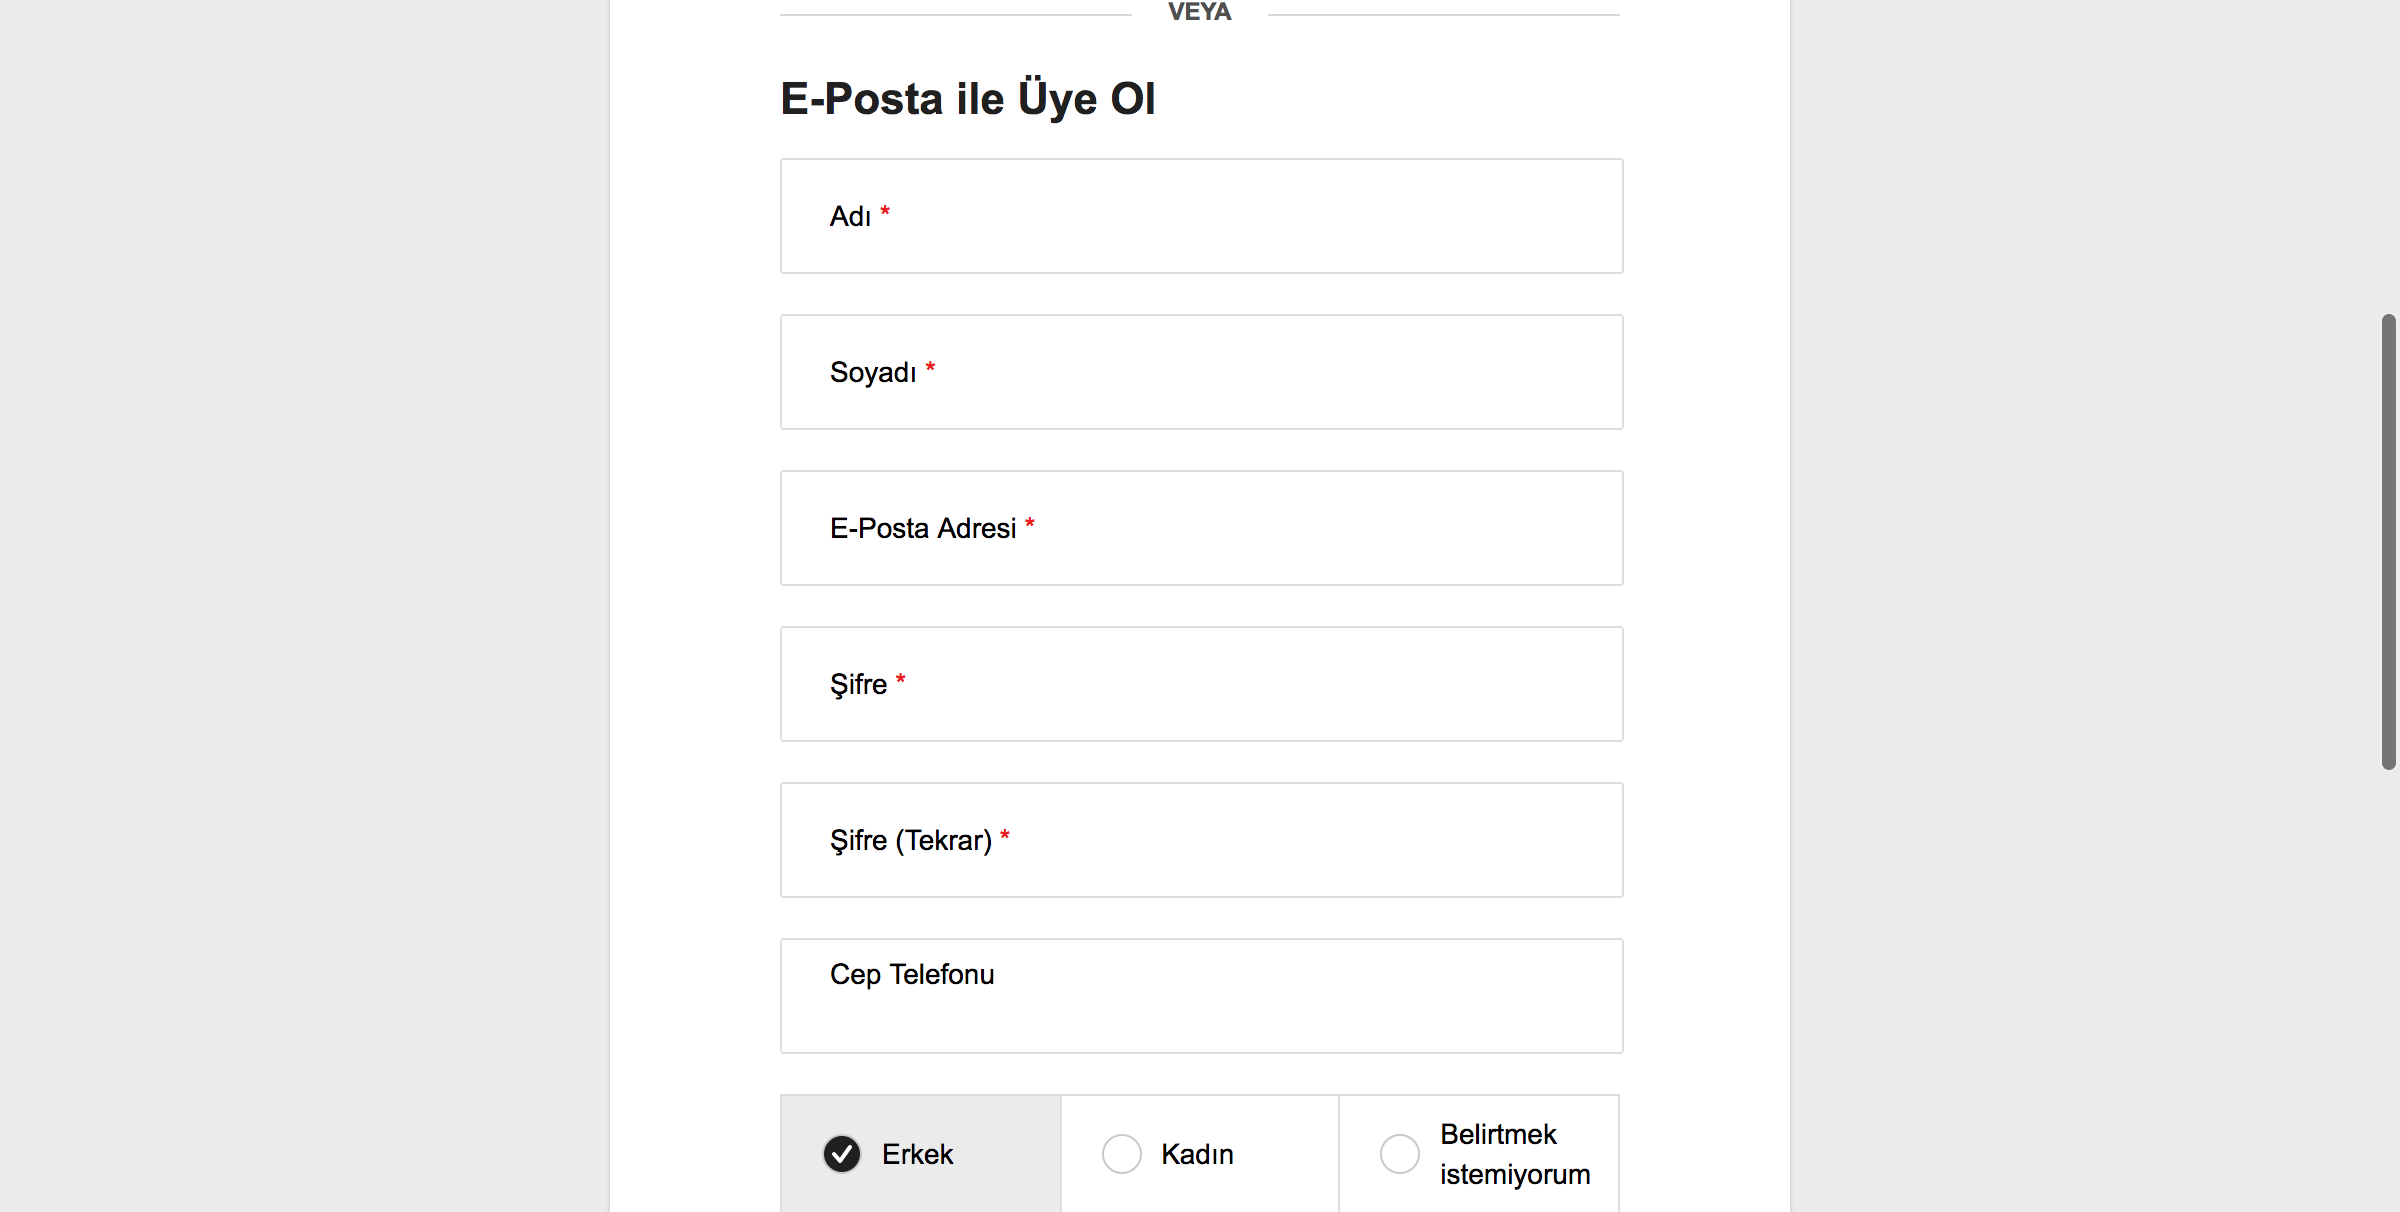 VEYA
E-Posta ile Üye Ol
Adı *
Soyadı *
E-Posta Adresi *
Şifre *
Şifre (Tekrar) *
Cep Telefonu
Erkek
Kadın
Belirtmek
istemiyorum